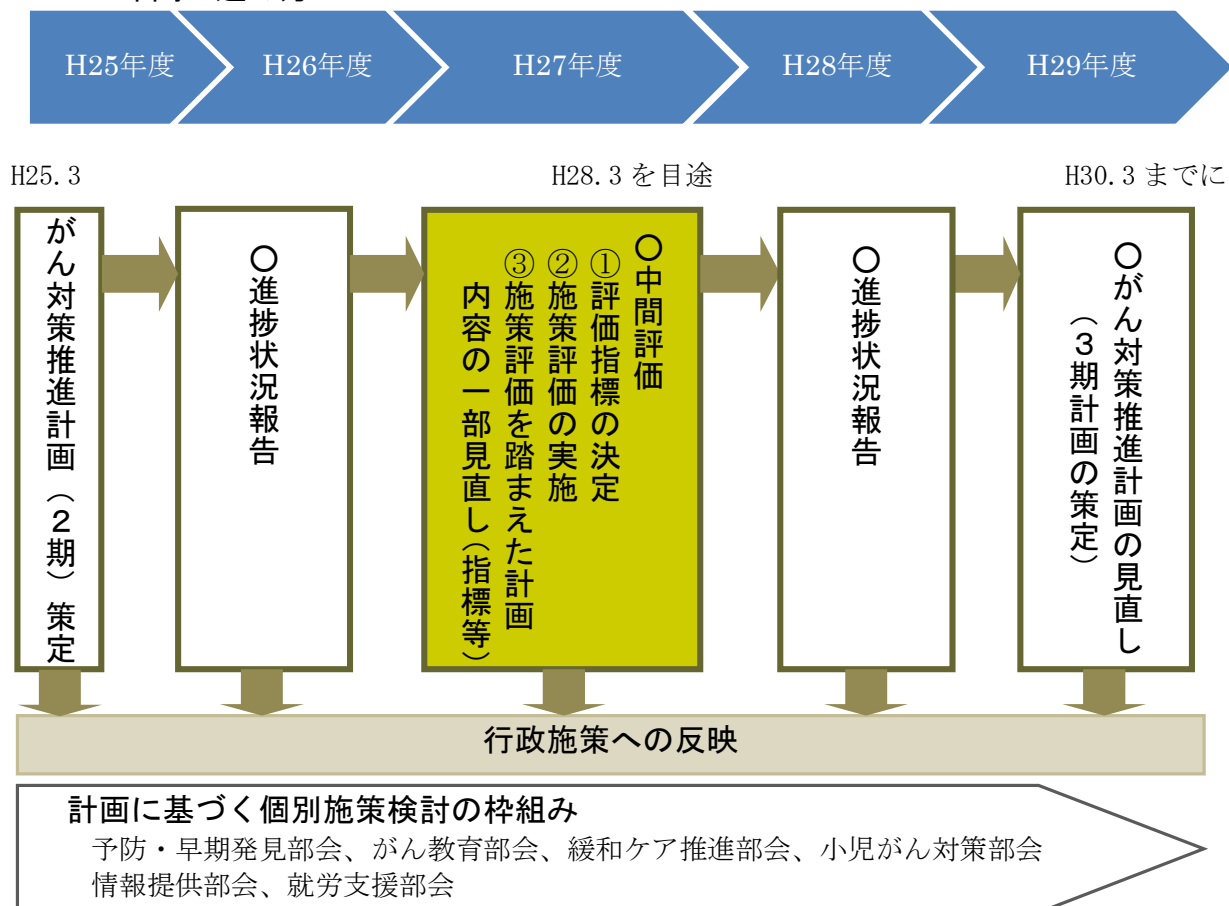 H25年度
H26年度
H27年度
H28年度
H29年度
H25.3
H28.3を目途
H30.3までに
がん対策推進計画（２期）策定
〇進捗状況報告
〇中間評価
①評価指標の決定
②施策評価の実施
③施策評価を踏まえた計画
内容の一部見直し（指標等）
〇進捗状況報告
〇がん対策推進計画の見直し
（３期計画の策定）
行政施策への反映
計画に基づく個別施策検討の枠組み
予防・早期発見部会、がん教育部会、緩和ケア推進部会、小児がん対策部会
情報提供部会、就労支援部会